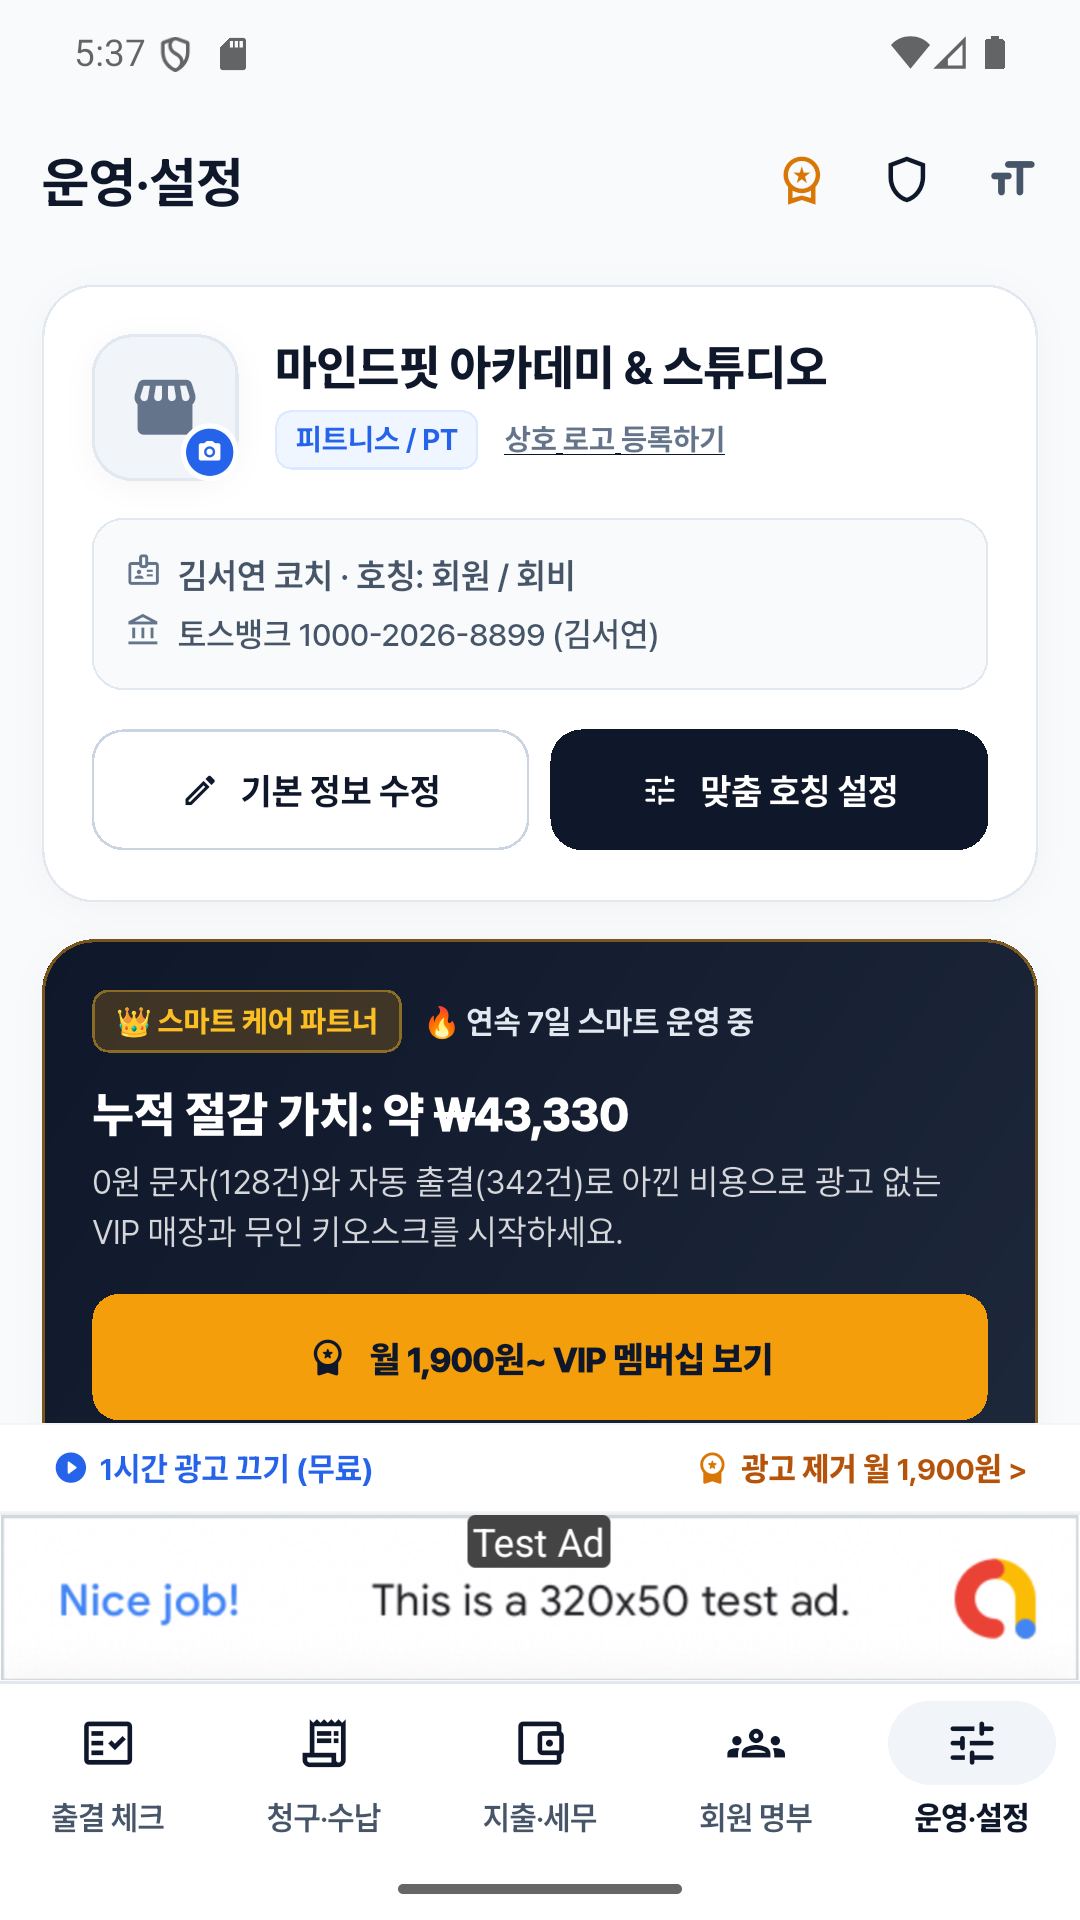 5:37
운영·설정
마인드핏 아카데미 & 스튜디오
피트니스 / PT
상호 로고 등록하기
김서연 코치 · 호칭: 회원 / 회비
토스뱅크 1000-2026-8899 (김서연)
기본 정보 수정
맞춤 호칭 설정
👑 스마트 케어 파트너
🔥 연속 7일 스마트 운영 중
누적 절감 가치: 약 ₩43,330
0원 문자(128건)와 자동 출결(342건)로 아낀 비용으로 광고 없는
VIP 매장과 무인 키오스크를 시작하세요.
월 1,900원~ VIP 멤버십 보기
1시간 광고 끄기 (무료)
광고 제거 월 1,900원 >
Test Ad
Nice job!
This is a 320x50 test ad.
출결 체크
청구·수납
지출·세무
회원 명부
운영·설정